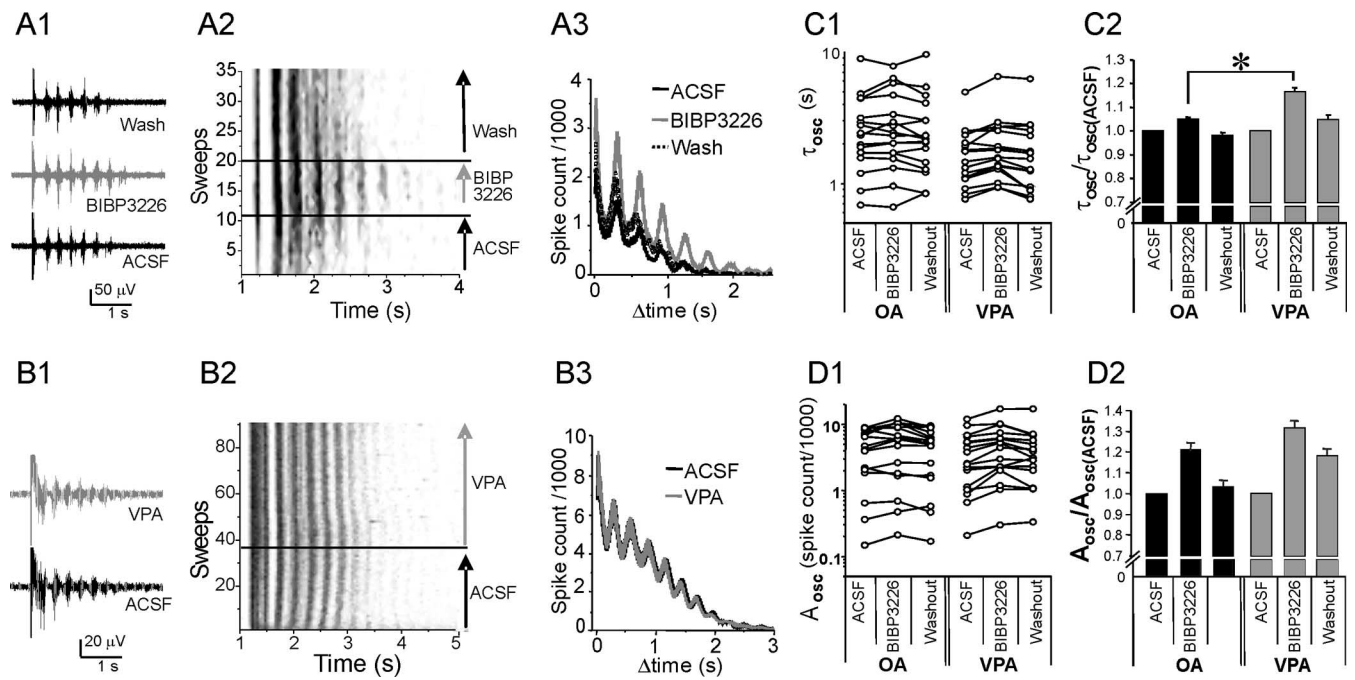 A1
Wash
BIBP3226
ACSF
50 µV
1 s
A2
Sweeps
35
30
25
20
15
10
5
1
2
3
4
Time (s)
Wash
BIBP
3226
ACSF
A3
Spike count /1000
4
3
2
1
0
0
1
2
Δtime (s)
ACSF
BIBP3226
Wash
C1
τosc (s)
10
1
ACSF
BIBP3226
Washout
ACSF
BIBP3226
Washout
OA
VPA
C2
τosc/τosc(ACSF)
*
1.2
1.1
1.0
0.9
0.8
0.7
0
ACSF
BIBP3226
Washout
ACSF
BIBP3226
Washout
OA
VPA
B1
VPA
ACSF
20 µV
1 s
B2
Sweeps
80
60
40
20
1
2
3
4
5
Time (s)
VPA
ACSF
B3
Spike count /1000
10
8
6
4
2
0
0
1
2
3
Δtime (s)
ACSF
VPA
D1
Aosc (spike count/1000)
10
1
0.1
ACSF
BIBP3226
Washout
ACSF
BIBP3226
Washout
OA
VPA
D2
Aosc/Aosc(ACSF)
1.4
1.3
1.2
1.1
1.0
0.9
0.8
0.7
0
ACSF
BIBP3226
ACSF
BIBP3226
Washout
OA
VPA